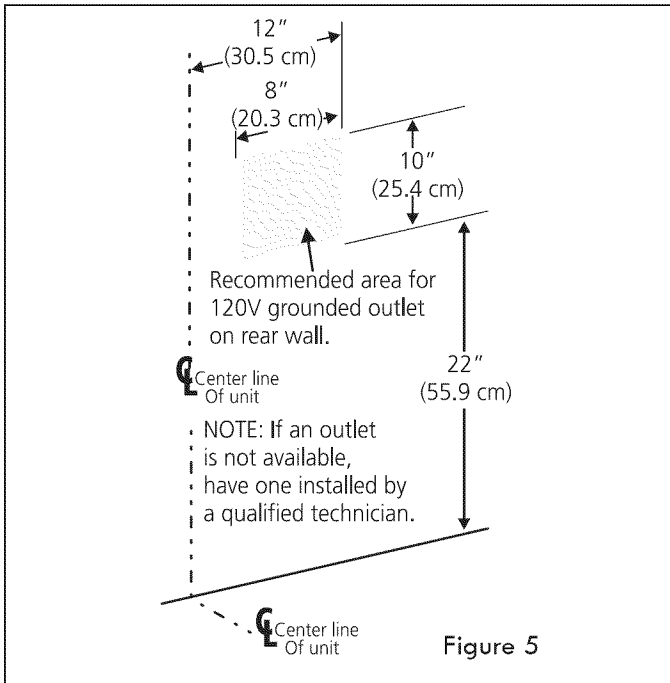 12"
(30.5 cm)
8"
(20.3 cm)
10"
(25.4 cm)
Recommended area for
120V grounded outlet
on rear wall.
22"
(55.9 cm)
℄ Center line
Of unit
NOTE: If an outlet
is not available,
have one installed by
a qualified technician.
℄ Center line
Of unit
Figure 5